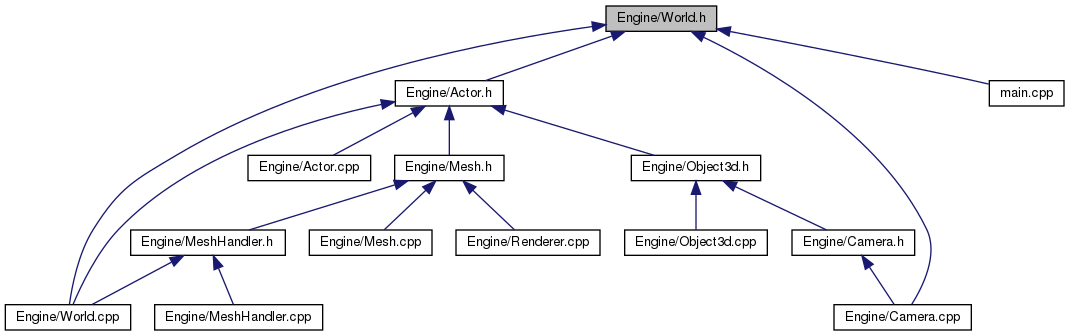 Engine/World.h
Engine/Actor.h
main.cpp
Engine/Actor.cpp
Engine/Mesh.h
Engine/Object3d.h
Engine/MeshHandler.h
Engine/Mesh.cpp
Engine/Renderer.cpp
Engine/Object3d.cpp
Engine/Camera.h
Engine/World.cpp
Engine/MeshHandler.cpp
Engine/Camera.cpp